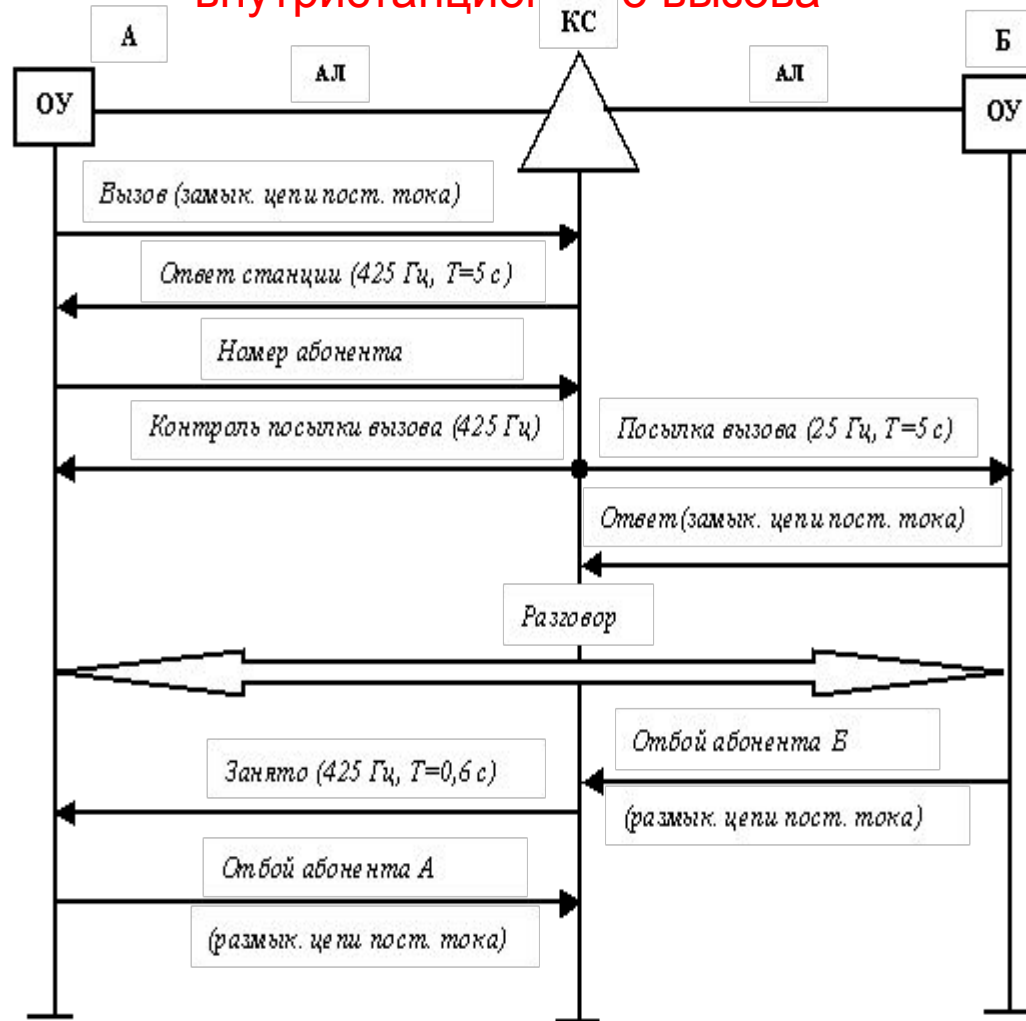 внутристанцион о вызова
А
КС
Б
АЛ
АЛ
ОУ
ОУ
Вызов (замык. цепи пост. тока)
Ответ станции (425 Гц, Т=5 с)
Номер абонента
Контроль посылки вызова (425 Гц)
Посылка вызова (25 Гц, Т=5 с)
Ответ(замык. цепи пост. тока)
Разговор
Отбой абонента Б
Занято (425 Гц, Т=0,6 с)
(размык. цепи пост. тока)
Отбой абонента А
(размык. цепи пост. тока)